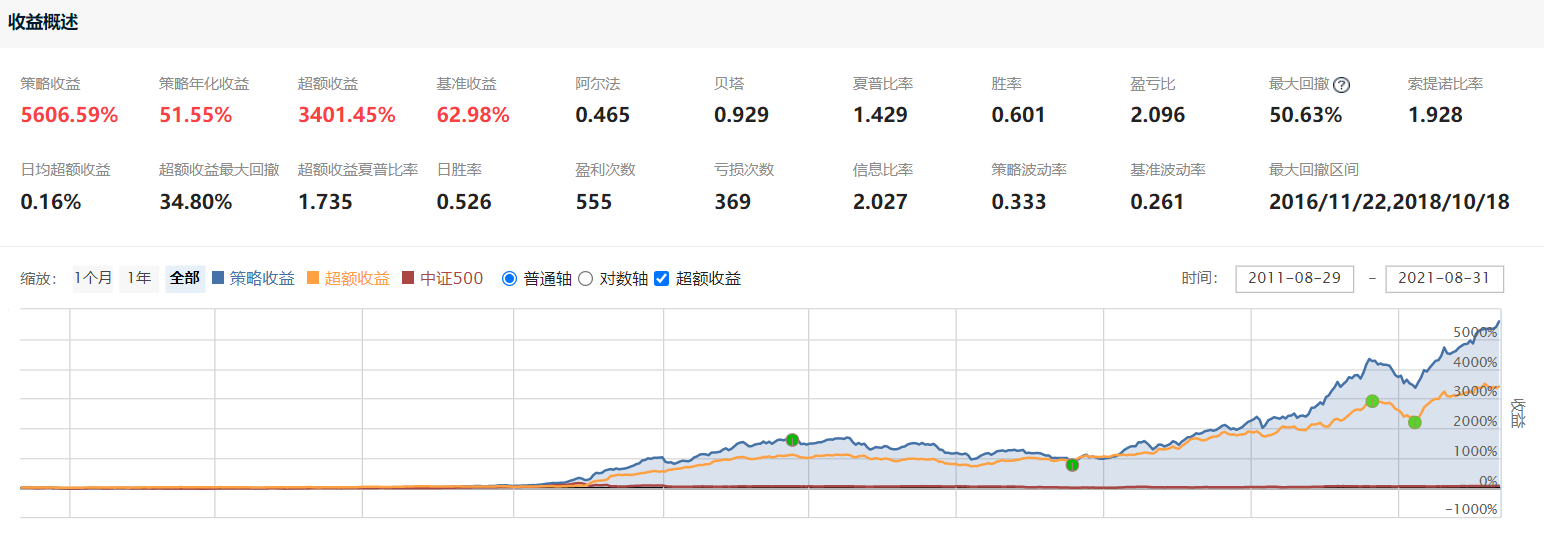 收益概述
策略收益 策略年化收益 超额收益 基准收益 阿尔法 贝塔 夏普比率 胜率 盈亏比 最大回撤 ? 索提诺比率
5606.59% 51.55% 3401.45% 62.98% 0.465 0.929 1.429 0.601 2.096 50.63% 1.928
日均超额收益 超额收益最大回撤 超额收益夏普比率 日胜率 盈利次数 亏损次数 信息比率 策略波动率 基准波动率 最大回撤区间
0.16% 34.80% 1.735 0.526 555 369 2.027 0.333 0.261 2016/11/22,2018/10/18
缩放: 1个月 1年 全部 策略收益 超额收益 中证500 普通轴 对数轴 超额收益 时间: 2011-08-29 - 2021-08-31
5000%
4000%
3000%
2000%
1000%
0%
-1000%
收益